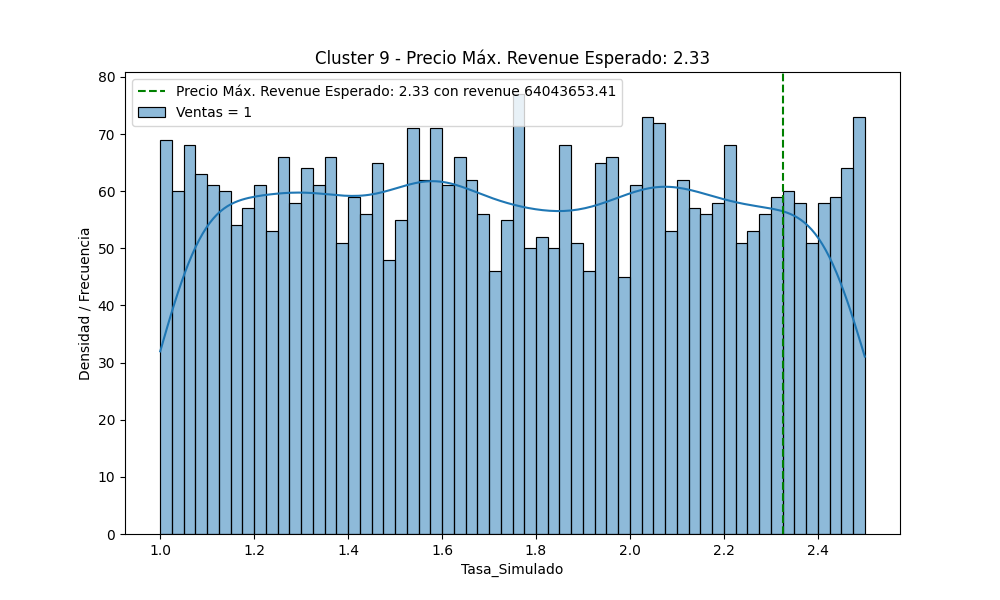 Cluster 9 - Precio Máx. Revenue Esperado: 2.33
Precio Máx. Revenue Esperado: 2.33 con revenue 64043653.41
Ventas = 1
Densidad / Frecuencia
80
70
60
50
40
30
20
10
0
1.0 1.2 1.4 1.6 1.8 2.0 2.2 2.4
Tasa_Simulado